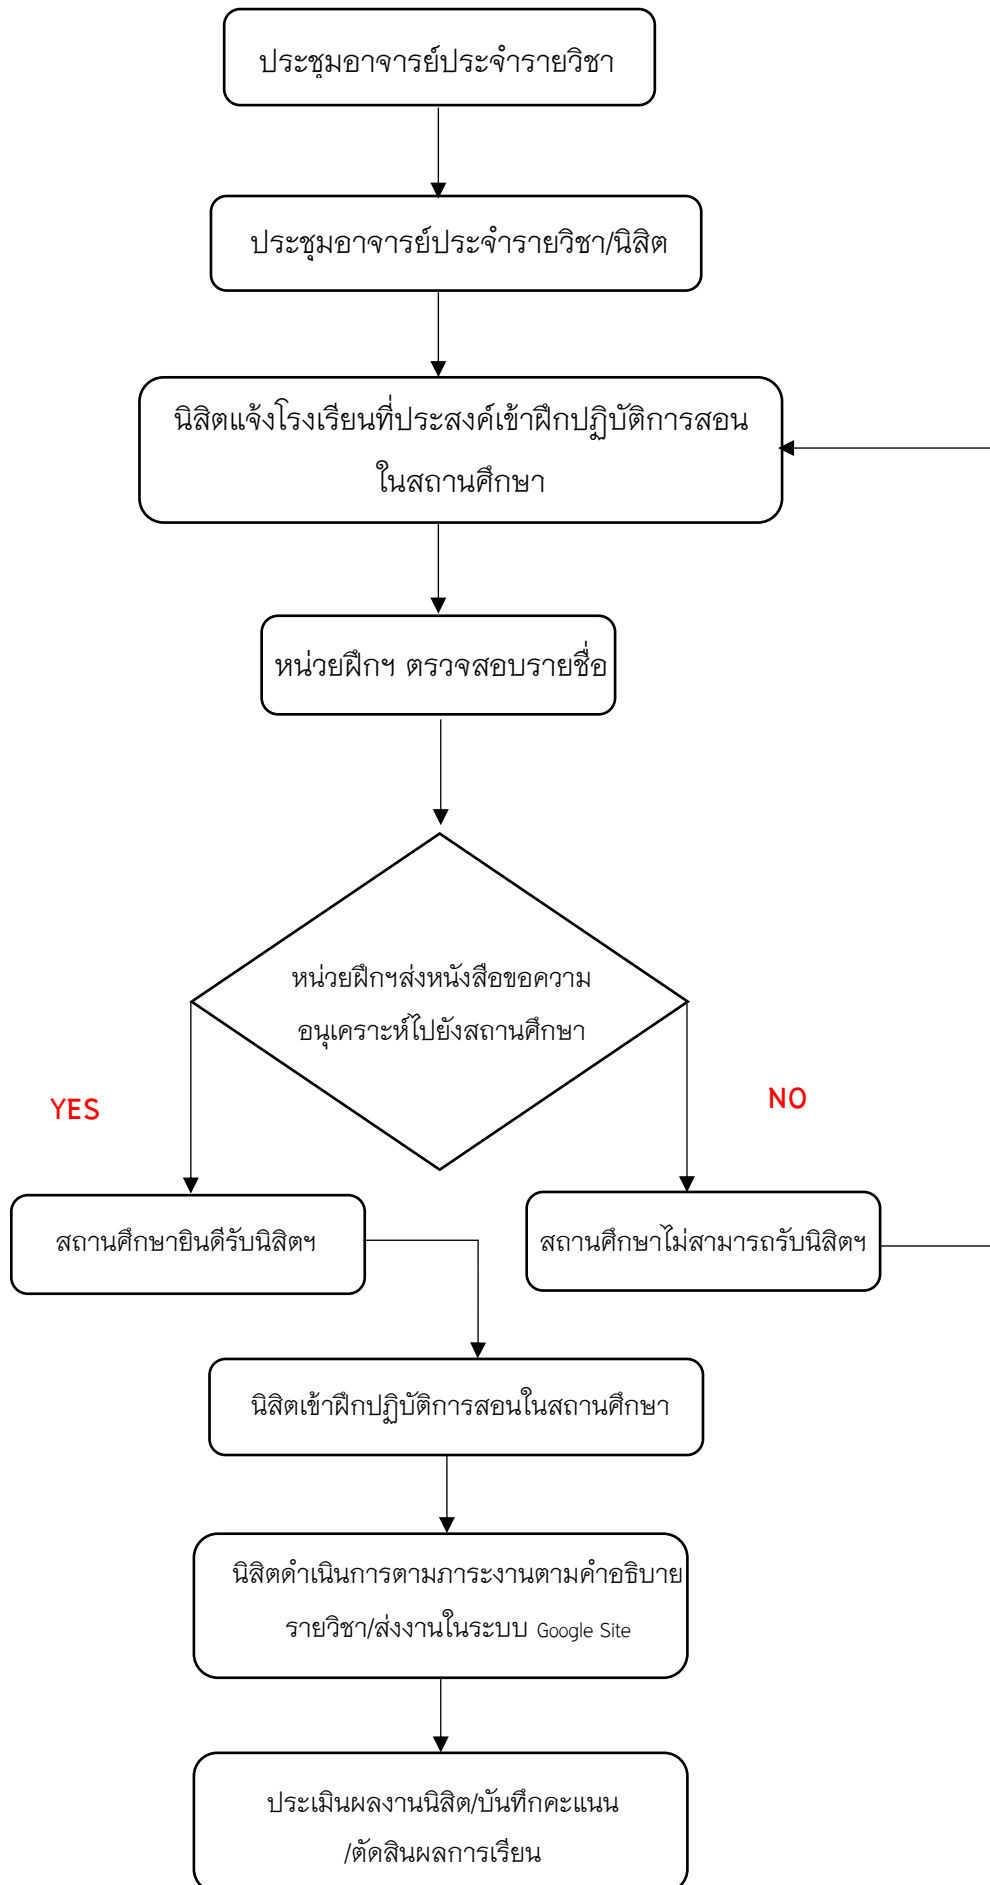 ประชุมอาจารย์ประจำรายวิชา
ประชุมอาจารย์ประจำรายวิชา/นิสิต
นิสิตแจ้งโรงเรียนที่ประสงค์เข้าฝึกปฏิบัติการสอน
ในสถานศึกษา
หน่วยฝึกฯ ตรวจสอบรายชื่อ
หน่วยฝึกฯส่งหนังสือขอความ
อนุเคราะห์ไปยังสถานศึกษา
YES
NO
สถานศึกษายินดีรับนิสิตฯ
สถานศึกษาไม่สามารถรับนิสิตฯ
นิสิตเข้าฝึกปฏิบัติการสอนในสถานศึกษา
นิสิตดำเนินการตามภาระงานตามคำอธิบาย
รายวิชา/ส่งงานในระบบ Google Site
ประเมินผลงานนิสิต/บันทึกคะแนน
/ตัดสินผลการเรียน